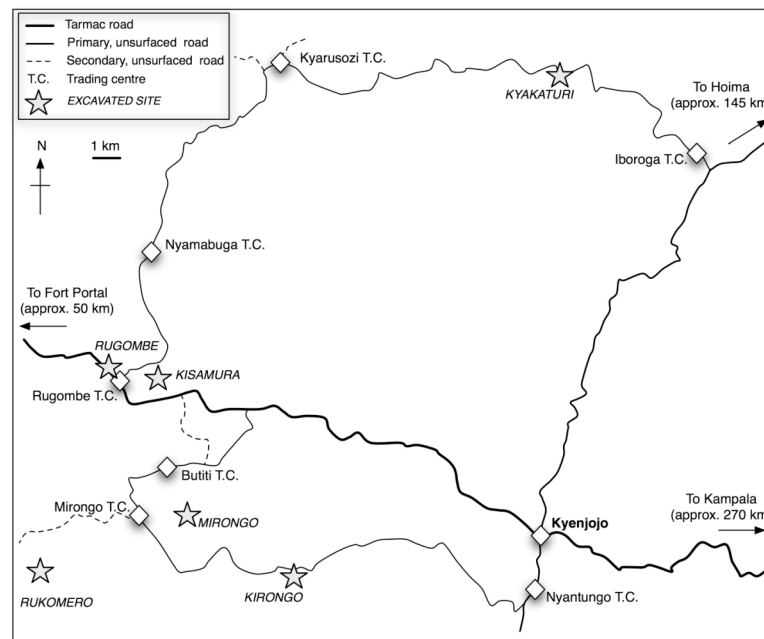 Tarmac road
Primary, unsurfaced road
Secondary, unsurfaced road
T.C. Trading centre
EXCAVATED SITE
N
1 km
Kyarusozi T.C.
KYAKATURI
To Hoima
(approx. 145 km)
Iboroga T.C.
Nyamabuga T.C.
To Fort Portal
(approx. 50 km)
RUGOMBE
KISAMURA
Rugombe T.C.
Butiti T.C.
Mirongo T.C.
MIRONGO
To Kampala
(approx. 270 km)
Kyenjojo
RUKOMERO
KIRONGO
Nyantungo T.C.